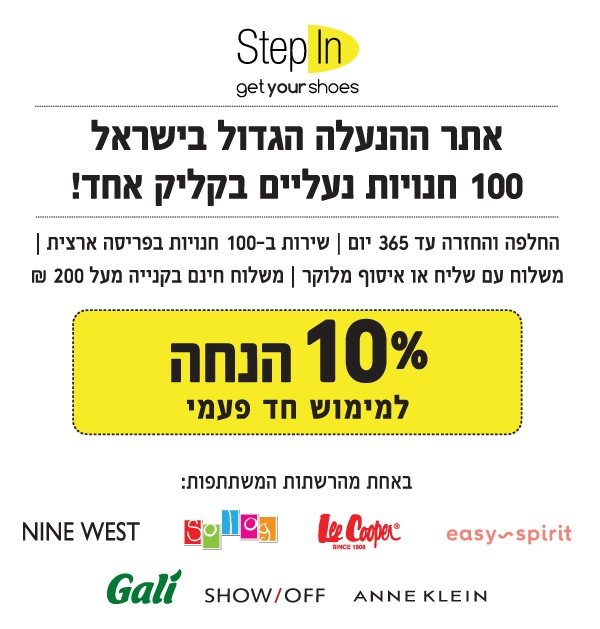 Step In
get your shoes
אתר ההנעלה הגדול בישראל
100 חנויות נעליים בקליק אחד!
החלפה והחזרה עד 365 יום | שירות ב-100 חנויות בפריסה ארצית |
משלוח עם שליח או איסוף מלוקר | משלוח חינם בקנייה מעל 200 ₪
10% הנחה
למימוש חד פעמי
באחת מהרשתות המשתתפות:
NINE WEST Spllog Lee Cooper® easy~spirit
SINCE 1908
Gali SHOW/OFF ANNE KLEIN